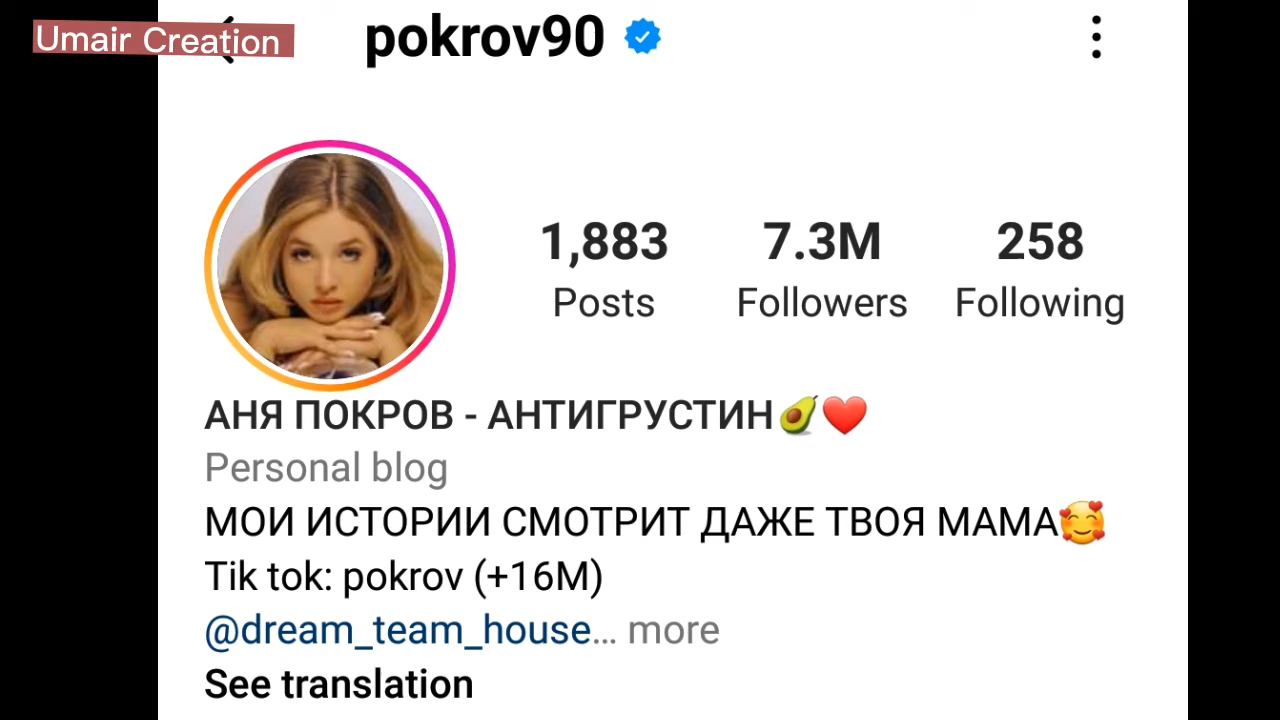 Umair Creation
pokrov90
1,883 7.3M 258
Posts Followers Following
АНЯ ПОКРОВ - АНТИГРУСТИН🥑❤️
Personal blog
МОИ ИСТОРИИ СМОТРИТ ДАЖЕ ТВОЯ МАМА🥰
Tik tok: pokrov (+16M)
@dream_team_house... more
See translation